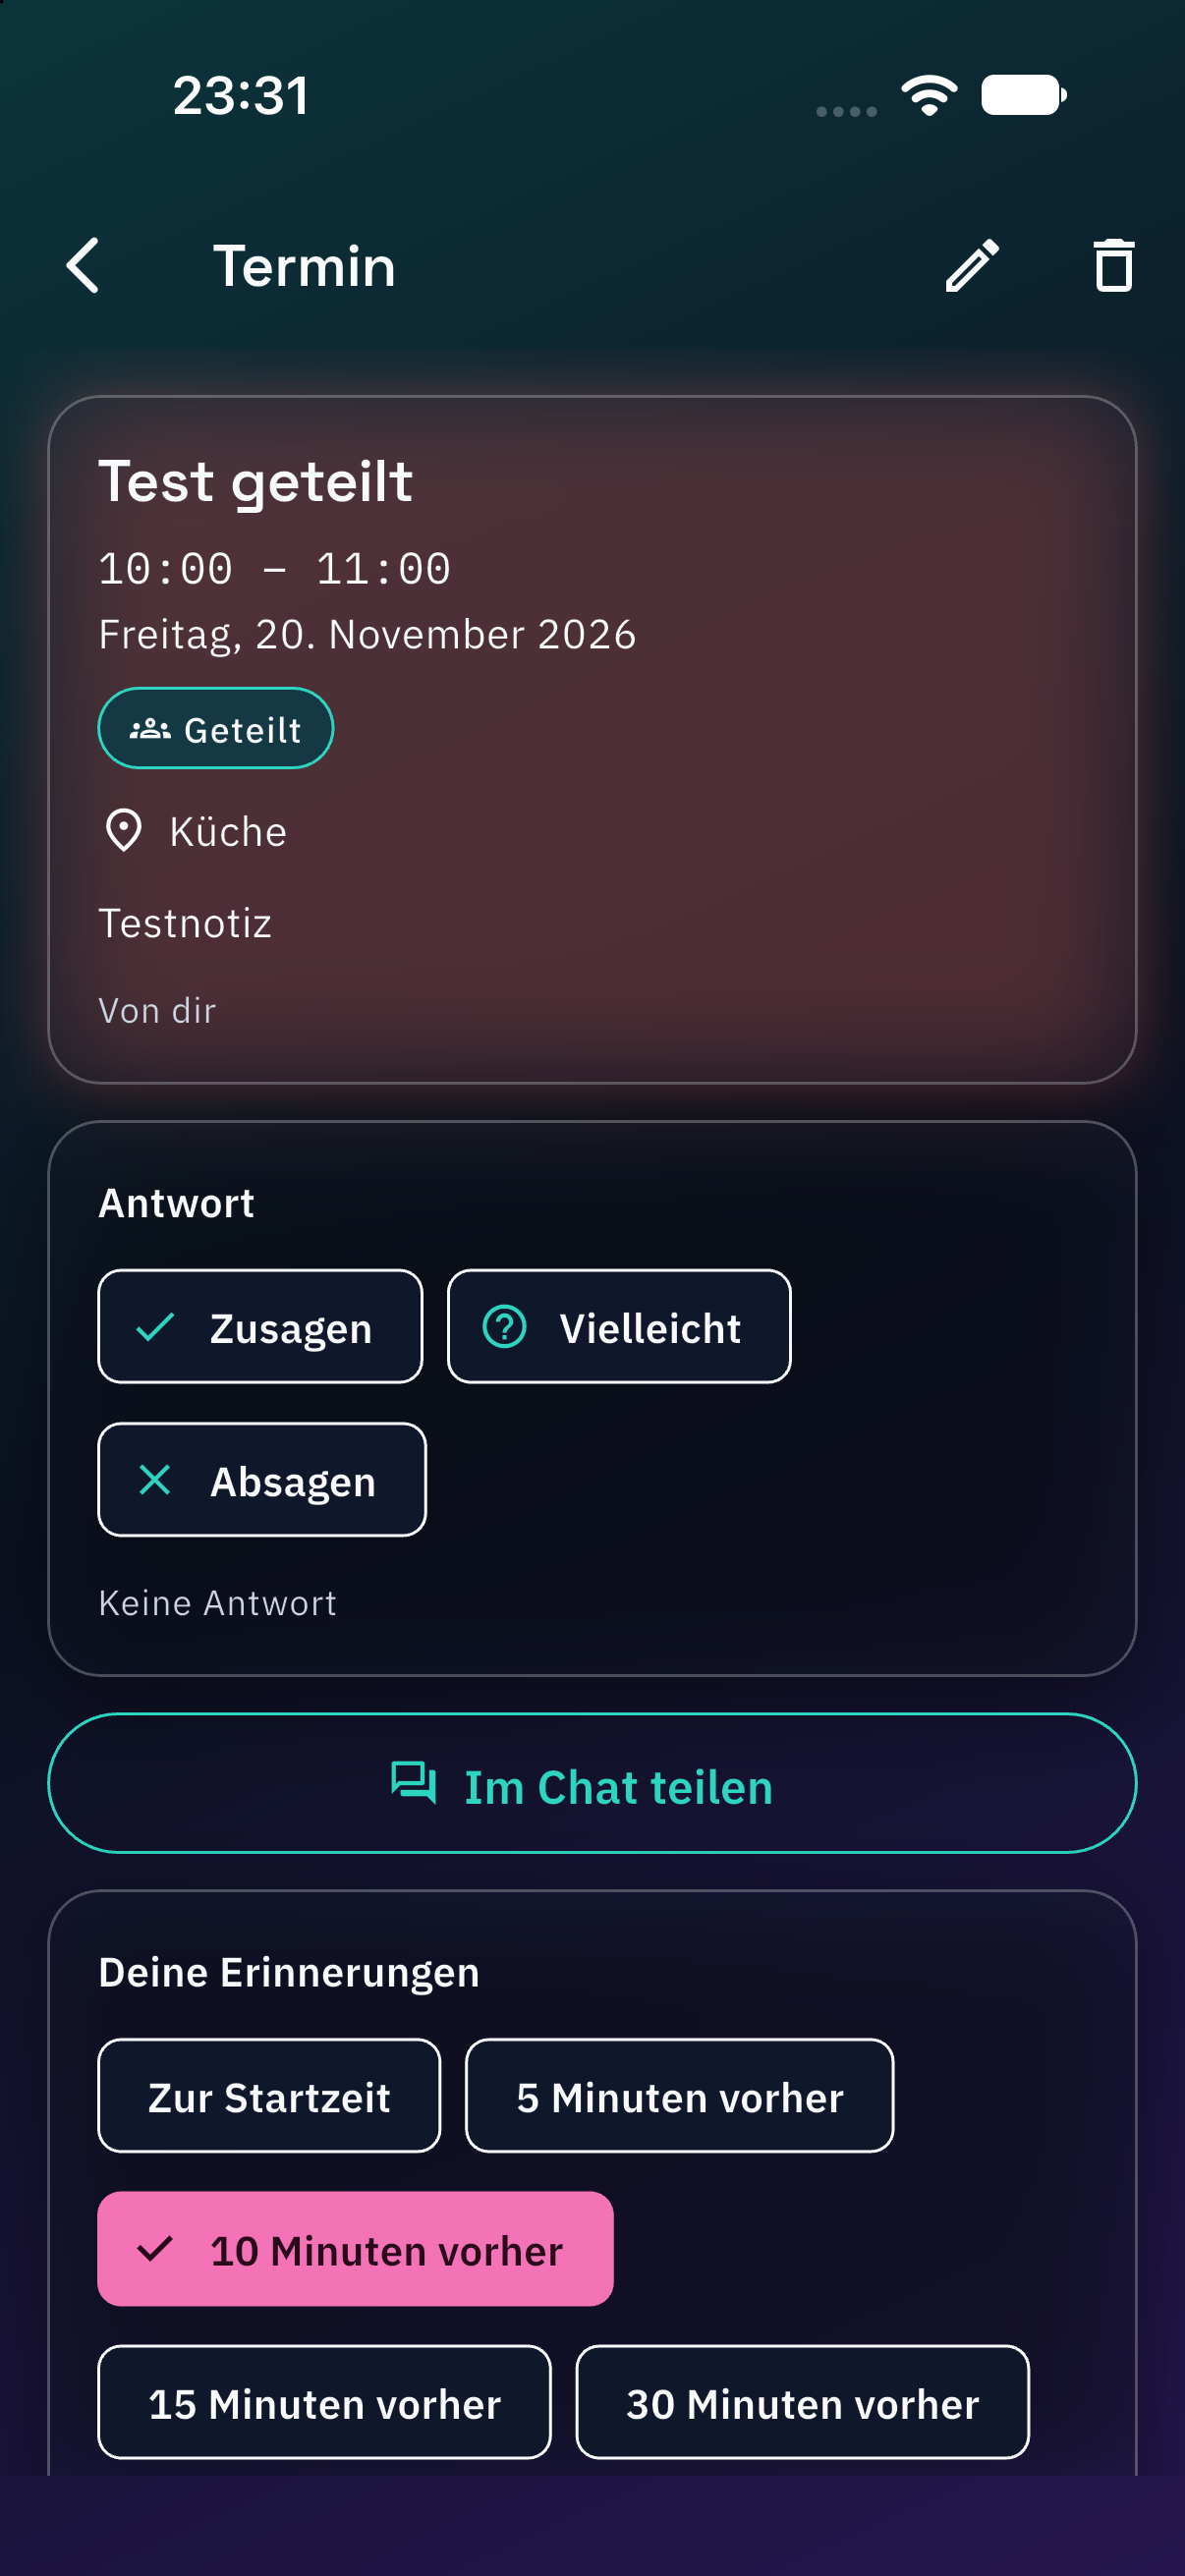 23:31
Termin
Test geteilt
10:00 – 11:00
Freitag, 20. November 2026
Geteilt
Küche
Testnotiz
Von dir
Antwort
Zusagen Vielleicht
Absagen
Keine Antwort
Im Chat teilen
Deine Erinnerungen
Zur Startzeit 5 Minuten vorher
10 Minuten vorher
15 Minuten vorher 30 Minuten vorher